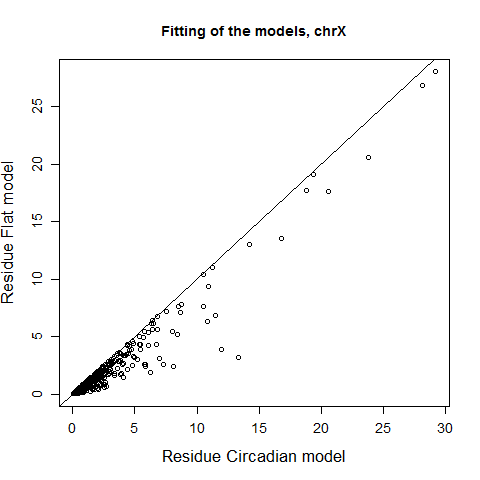 Fitting of the models, chrX
Residue Flat model
25
20
15
10
5
0
0 5 10 15 20 25 30
Residue Circadian model